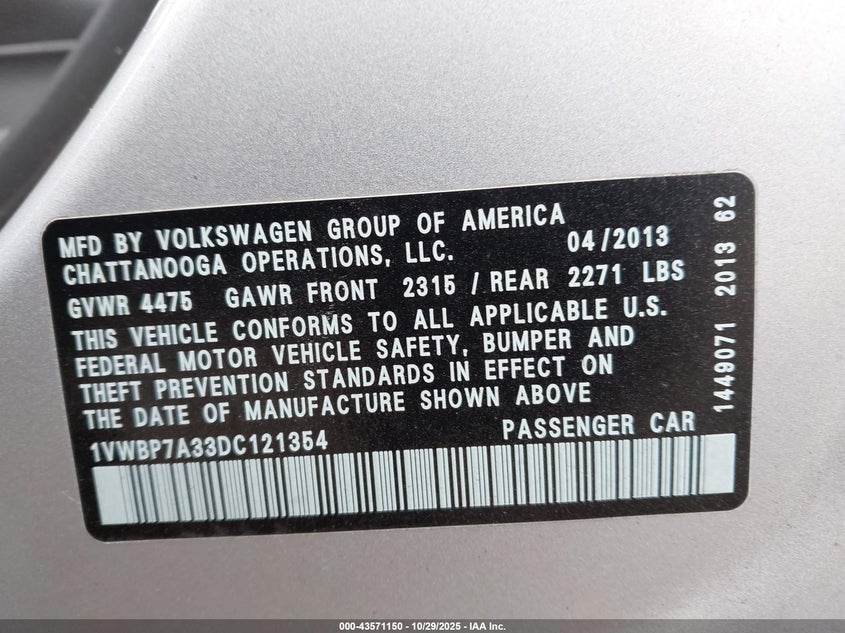 MFD BY VOLKSWAGEN GROUP OF AMERICA
CHATTANOOGA OPERATIONS, LLC. 04/2013
GVWR 4475 GAWR FRONT 2315 / REAR 2271 LBS
THIS VEHICLE CONFORMS TO ALL APPLICABLE U.S.
FEDERAL MOTOR VEHICLE SAFETY, BUMPER AND
THEFT PREVENTION STANDARDS IN EFFECT ON
THE DATE OF MANUFACTURE SHOWN ABOVE
1VWBP7A33DC121354 PASSENGER CAR
1449071 2013 62
000-43571150 | 10/29/2025 - IAA Inc.